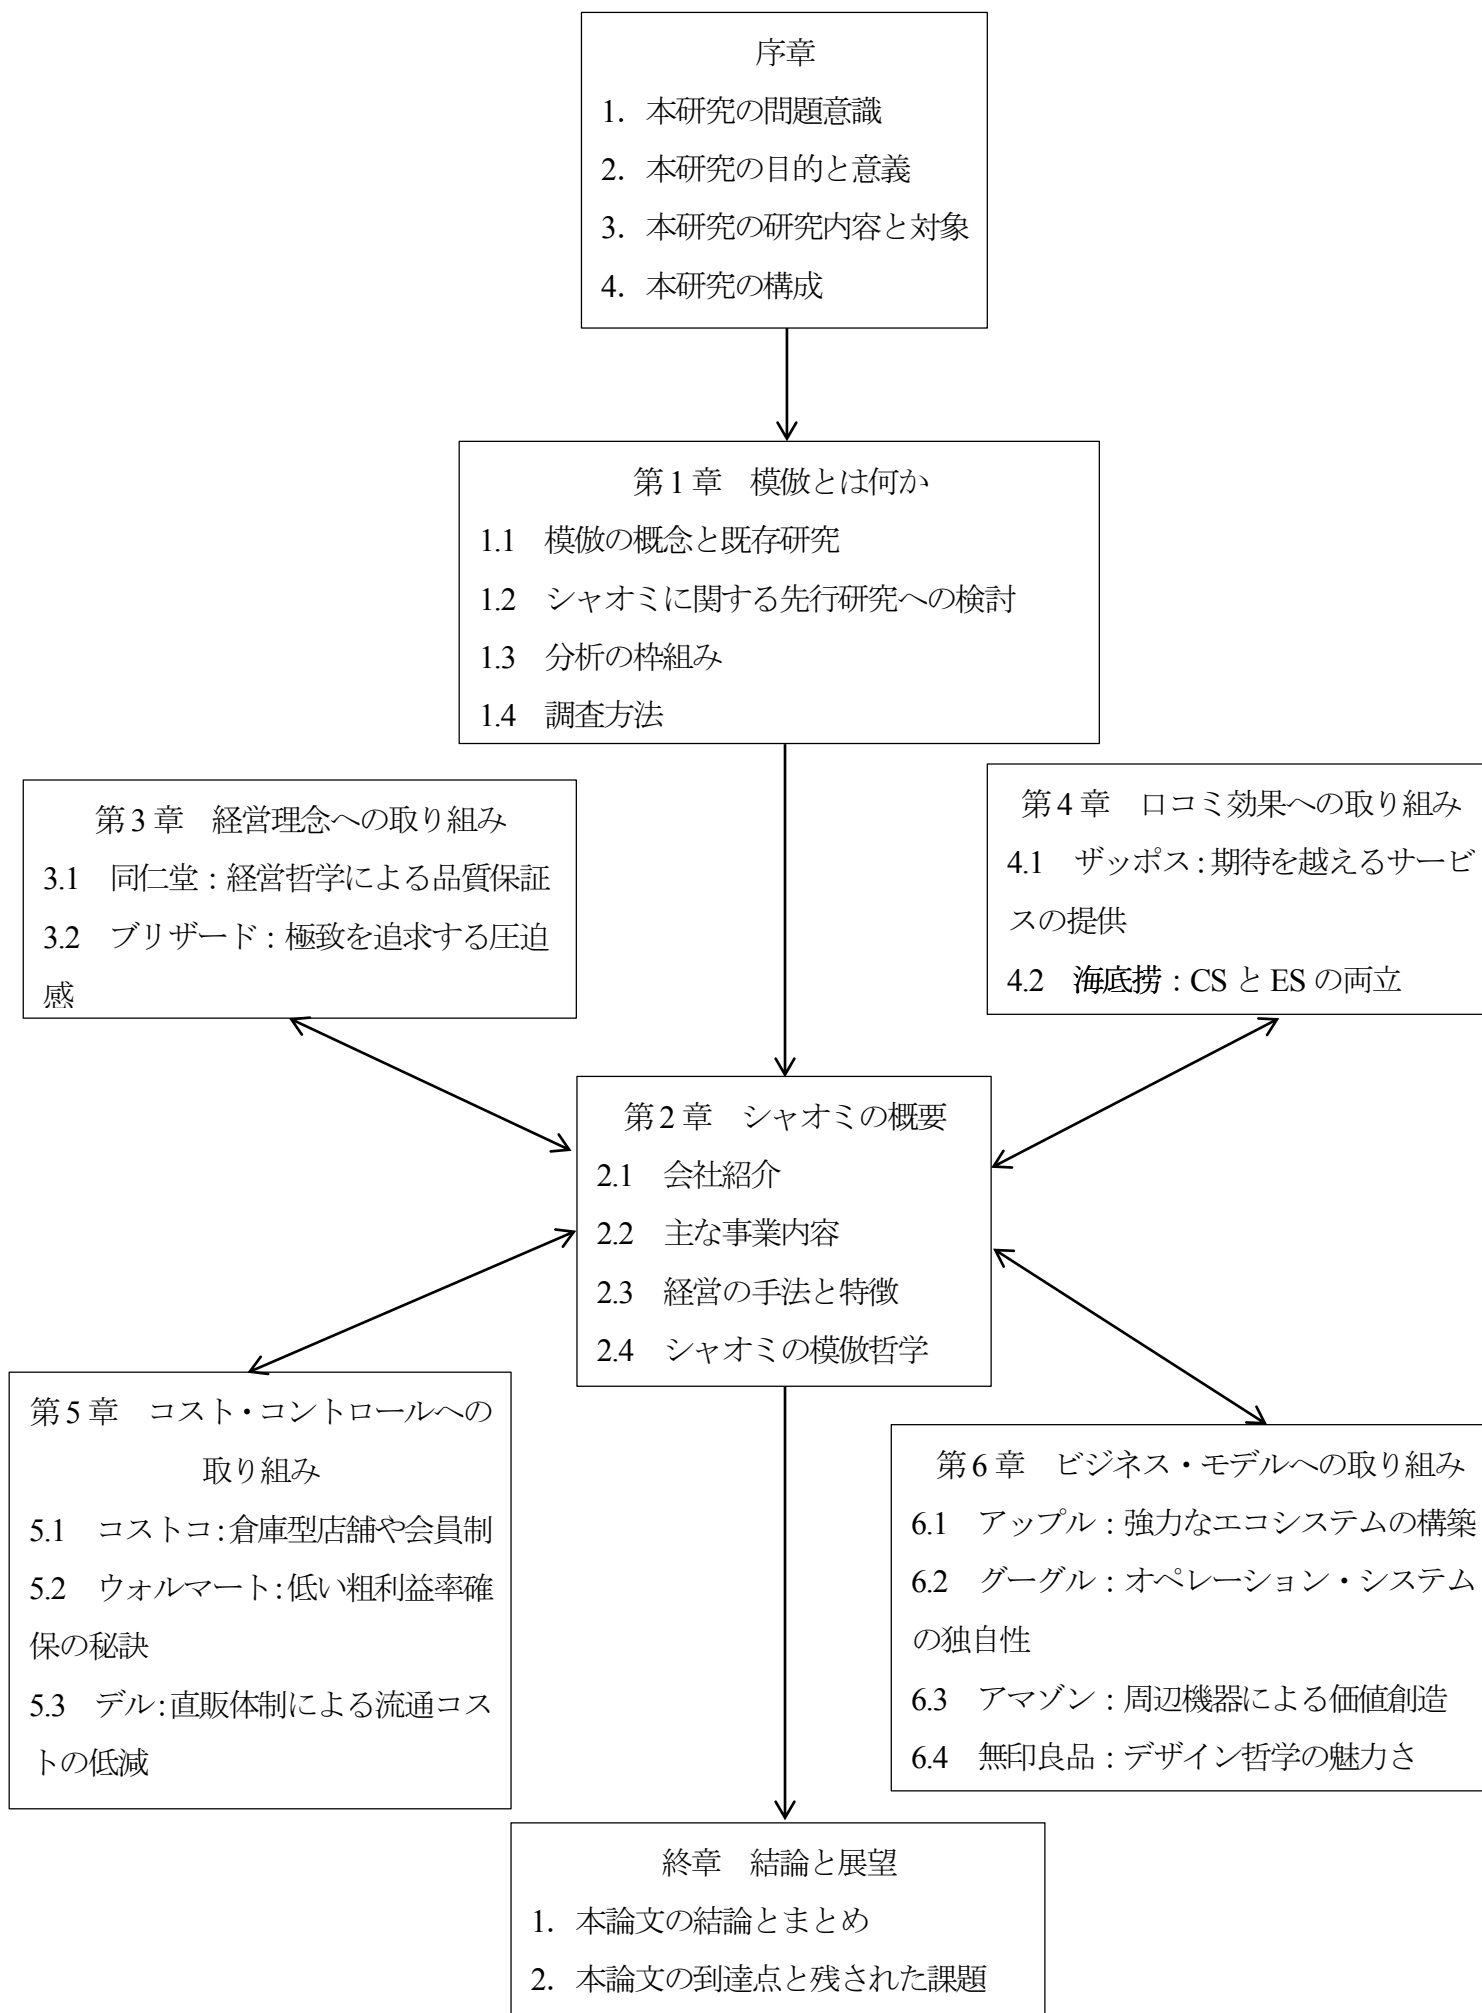 序章
1. 本研究の問題意識
2. 本研究の目的と意義
3. 本研究の研究内容と対象
4. 本研究の構成
第1章　模倣とは何か
1.1　模倣の概念と既存研究
1.2　シャオミに関する先行研究への検討
1.3　分析の枠組み
1.4　調査方法
第3章　経営理念への取り組み
3.1　同仁堂：経営哲学による品質保証
3.2　ブリザード：極致を追求する圧迫
感
第4章　口コミ効果への取り組み
4.1　ザッポス：期待を越えるサービ
スの提供
4.2　海底捞：CS と ES の両立
第2章　シャオミの概要
2.1　会社紹介
2.2　主な事業内容
2.3　経営の手法と特徴
2.4　シャオミの模倣哲学
第5章　コスト・コントロールへの
取り組み
5.1　コストコ：倉庫型店舗や会員制
5.2　ウォルマート：低い粗利益率確
保の秘訣
5.3　デル：直販体制による流通コス
トの低減
第6章　ビジネス・モデルへの取り組み
6.1　アップル：強力なエコシステムの構築
6.2　グーグル：オペレーション・システム
の独自性
6.3　アマゾン：周辺機器による価値創造
6.4　無印良品：デザイン哲学の魅力さ
終章　結論と展望
1. 本論文の結論とまとめ
2. 本論文の到達点と残された課題